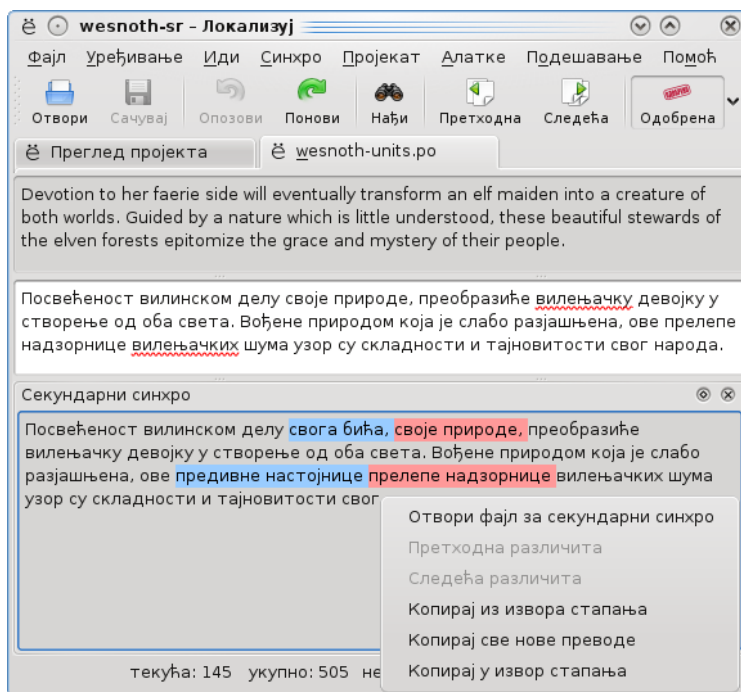 wesnoth-sr – Локализуј
Фајл Уређивање Иди Синхро Пројекат Алатке Подешавање Помоћ
Отвори Сачувај Опозови Понови Нађи Претходна Следећа Одобрена
Преглед пројекта wesnoth-units.po
Devotion to her faerie side will eventually transform an elf maiden into a creature of
both worlds. Guided by a nature which is little understood, these beautiful stewards of
the elven forests epitomize the grace and mystery of their people.
Посвећеност вилинском делу своје природе, преобразиће вилењачку девојку у
створење од оба света. Вођене природом која је слабо разјашњена, ове прелепе
надзорнице вилењачких шума узор су складности и тајновитости свог народа.
Секундарни синхро
Посвећеност вилинском делу свога бића, своје природе, преобразиће
вилењачку девојку у створење од оба света. Вођене природом која је слабо
разјашњена, ове предивне настојнице прелепе надзорнице вилењачких шума
узор су складности и тајновитости свог
Отвори фајл за секундарни синхро
Претходна различита
Следећа различита
Копирај из извора стапања
Копирај све нове преводе
Копирај у извор стапања
текућа: 145 укупно: 505 не